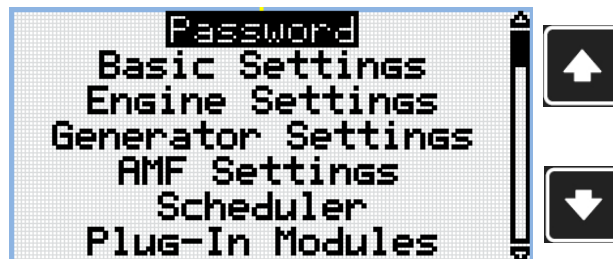 Password
Basic Settings
Engine Settings
Generator Settings
AMF Settings
Scheduler
Plug-In Modules